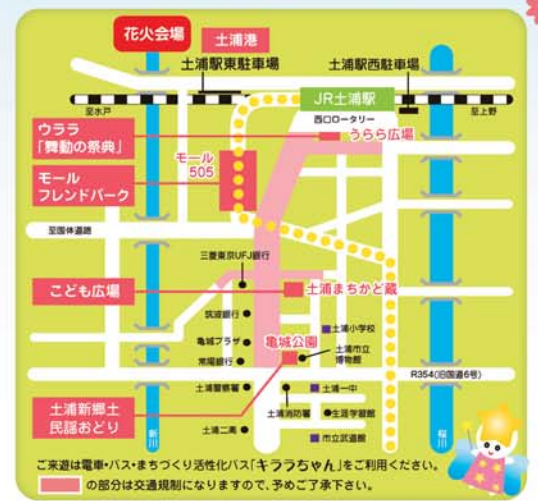 花火会場
土浦港
土浦駅東駐車場
土浦駅西駐車場
JR土浦駅
至水戸
西口ロータリー
至上野
ウララ
「舞動の祭典」
うらら広場
モール
フレンドパーク
モール
505
至国体道路
三菱東京UFJ銀行
こども広場
土浦まちかど蔵
筑波銀行
土浦小学校
亀城プラザ
亀城公園
土浦市立
博物館
常陽銀行
R354(旧国道6号)
土浦警察署
土浦一中
土浦消防署
生涯学習館
土浦新郷土
民謡おどり
土浦二高
市立武道館
新川
桜川
ご来遊は電車・バス・まちづくり活性化バス「キララちゃん」をご利用ください。
の部分は交通規制になりますので、予めご了承下さい。